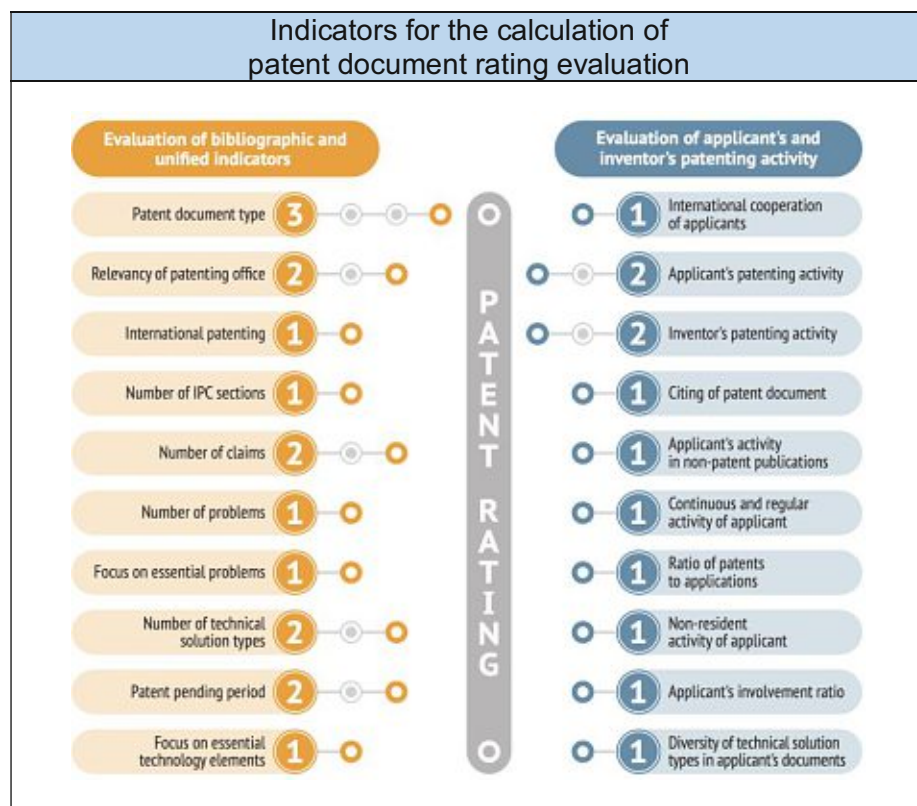 Indicators for the calculation of
patent document rating evaluation
Evaluation of bibliographic and
unified indicators
Patent document type 3
Relevancy of patenting office 2
International patenting 1
Number of IPC sections 1
Number of claims 2
Number of problems 1
Focus on essential problems 1
Number of technical
solution types 2
Patent pending period 2
Focus on essential
technology elements 1
PATENT RATING
Evaluation of applicant's and
inventor's patenting activity
1 International cooperation
of applicants
2 Applicant's patenting activity
2 Inventor's patenting activity
1 Citing of patent document
1 Applicant's activity
in non-patent publications
1 Continuous and regular
activity of applicant
1 Ratio of patents
to applications
1 Non-resident
activity of applicant
1 Applicant's involvement ratio
1 Diversity of technical solution
types in applicant's documents